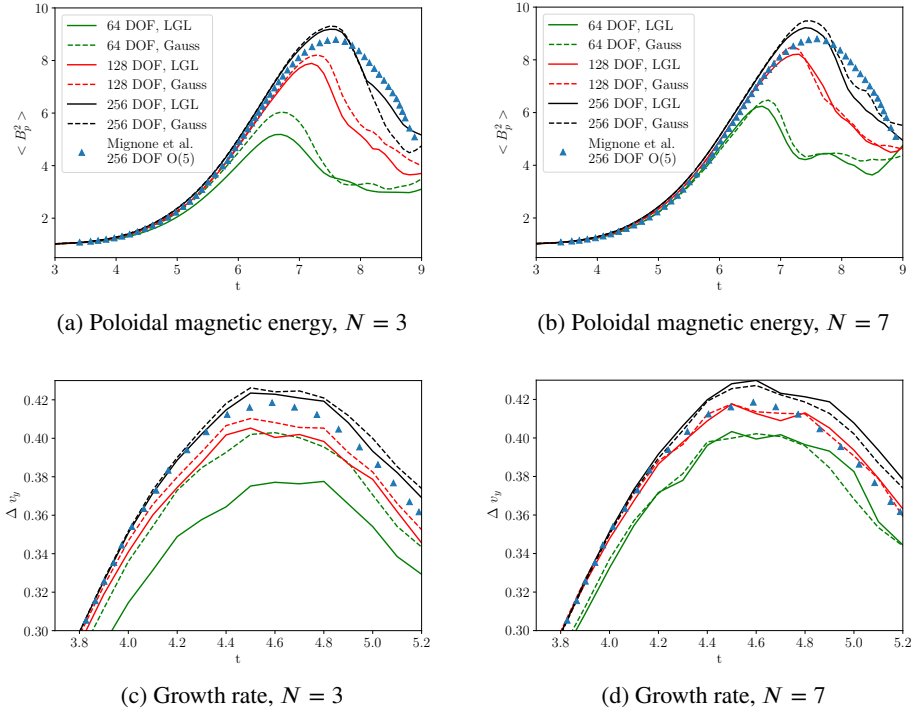 10
8
6
4
2
< B_p^2 >
64 DOF, LGL
64 DOF, Gauss
128 DOF, LGL
128 DOF, Gauss
256 DOF, LGL
256 DOF, Gauss
Mignone et al.
256 DOF O(5)
3 4 5 6 7 8 9
t
(a) Poloidal magnetic energy, N = 3
10
8
6
4
2
< B_p^2 >
64 DOF, LGL
64 DOF, Gauss
128 DOF, LGL
128 DOF, Gauss
256 DOF, LGL
256 DOF, Gauss
Mignone et al.
256 DOF O(5)
3 4 5 6 7 8 9
t
(b) Poloidal magnetic energy, N = 7
0.42
0.40
0.38
0.36
0.34
0.32
0.30
Δ v_y
3.8 4.0 4.2 4.4 4.6 4.8 5.0 5.2
t
(c) Growth rate, N = 3
0.42
0.40
0.38
0.36
0.34
0.32
0.30
Δ v_y
3.8 4.0 4.2 4.4 4.6 4.8 5.0 5.2
t
(d) Growth rate, N = 7